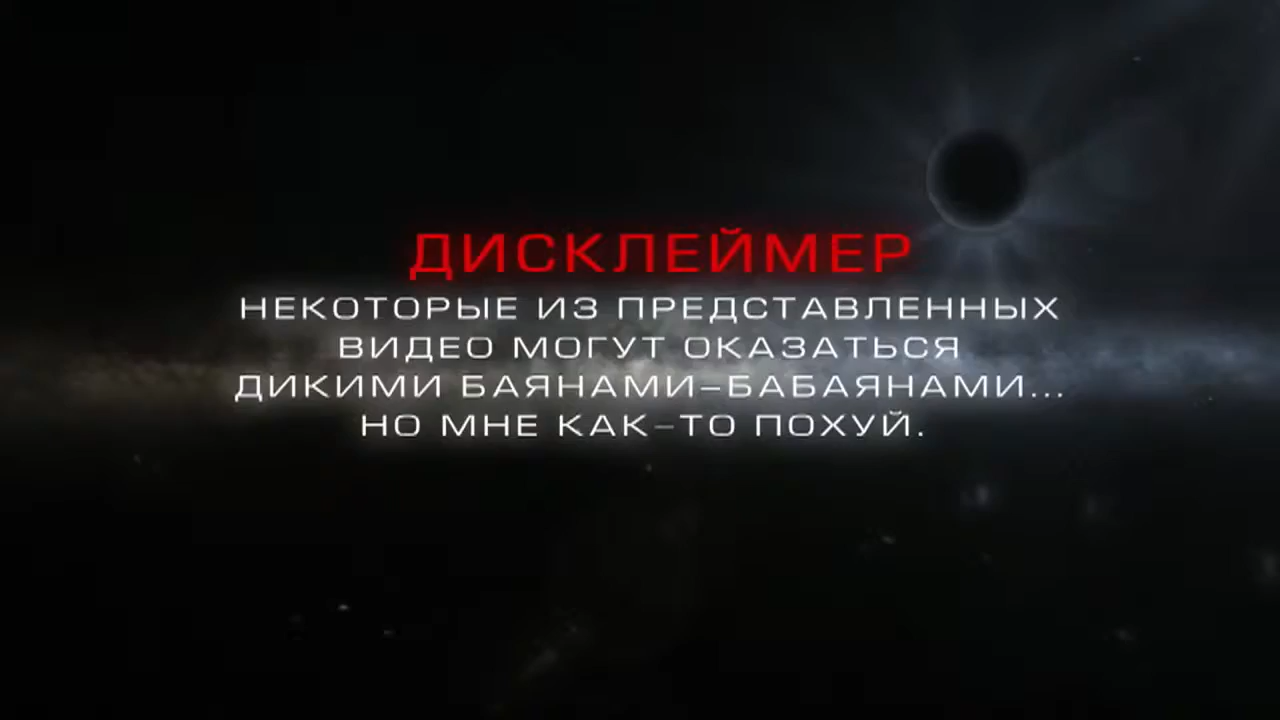 ДИСКЛЕЙМЕР
НЕКОТОРЫЕ ИЗ ПРЕДСТАВЛЕННЫХ
ВИДЕО МОГУТ ОКАЗАТЬСЯ
ДИКИМИ БАЯНАМИ–БАБАЯНАМИ...
НО МНЕ КАК–ТО ПОХУЙ.